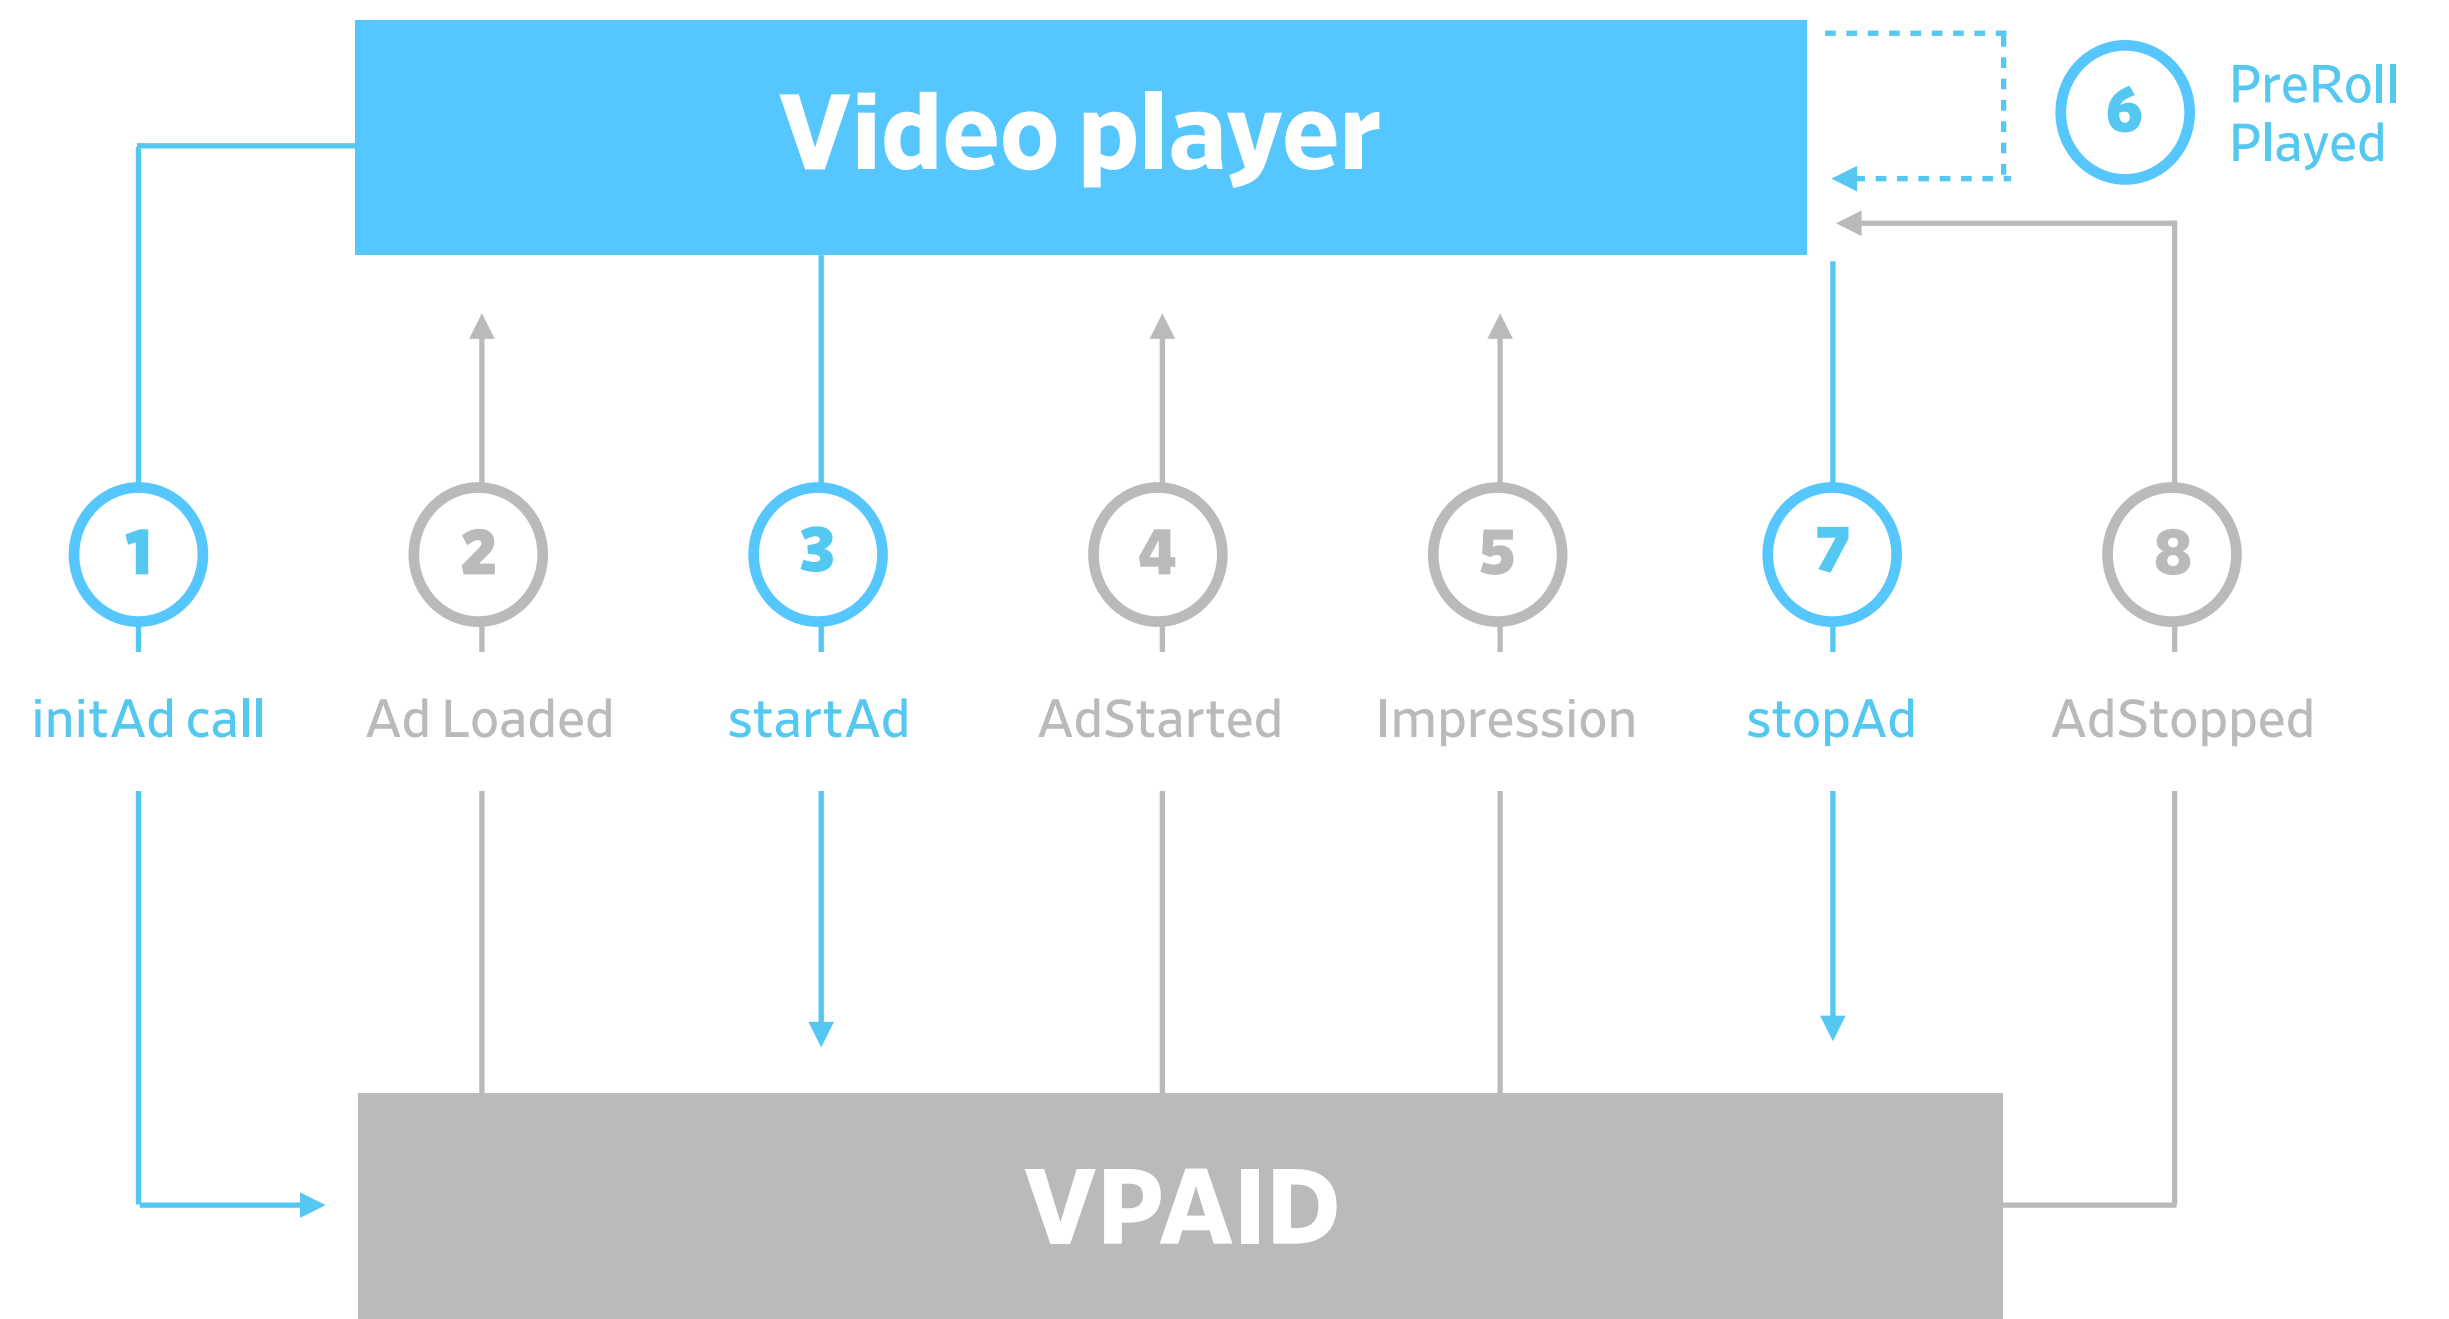 Video player
6
PreRoll
Played
1
2
3
4
5
7
8
initAd call
Ad Loaded
startAd
AdStarted
Impression
stopAd
AdStopped
VPAID